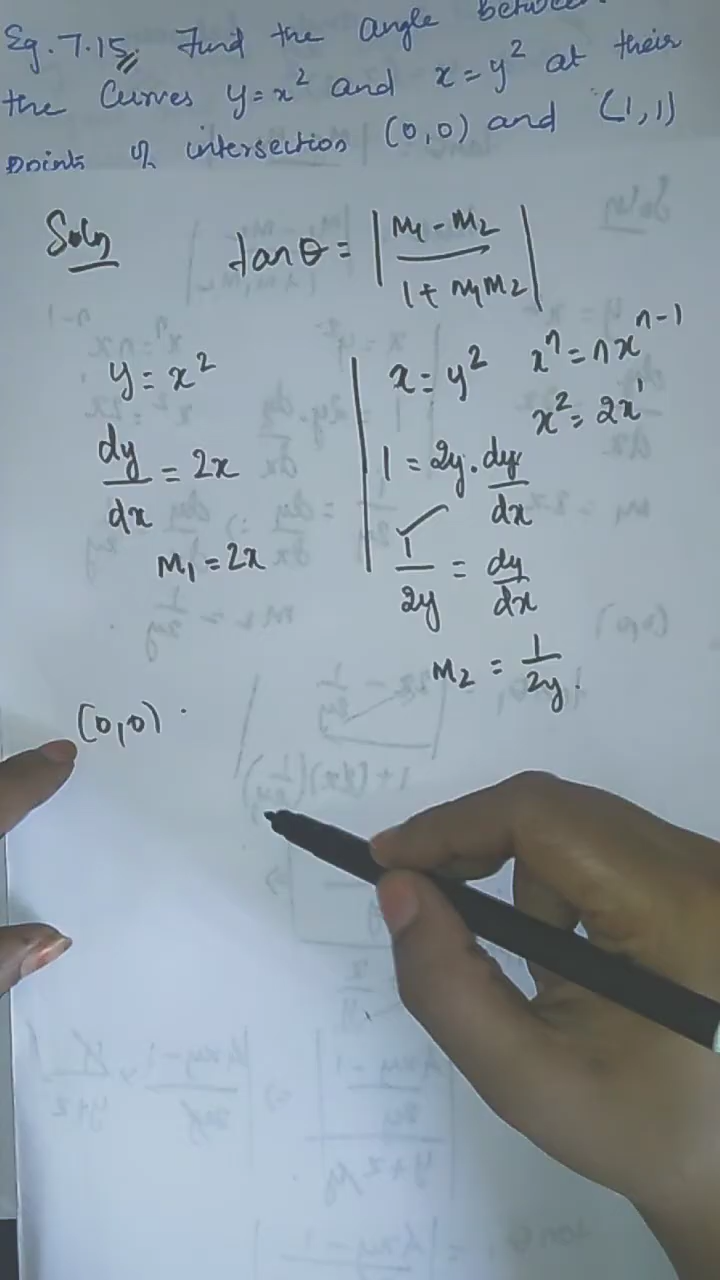 Eg. 7.15. Find the angle between
the Curves y = x² and x = y² at their
points of intersection (0,0) and (1,1)
Soln
tan θ = | m₁ - m₂ / 1 + m₁m₂ |
y = x²
dy/dx = 2x
m₁ = 2x
x = y²
1 = 2y . dy/dx
1/2y = dy/dx
m₂ = 1/2y .
xⁿ = nxⁿ⁻¹
x² = 2x¹
(0,0) .